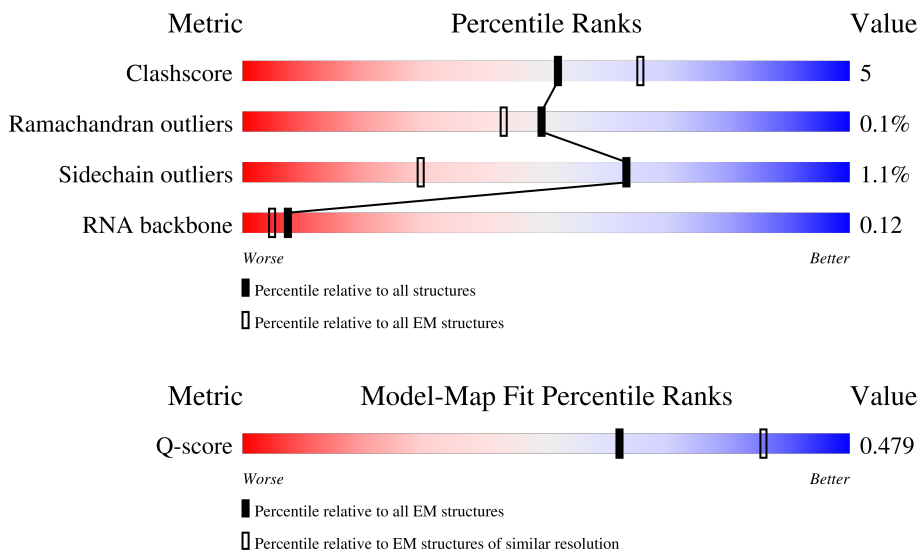 Metric Percentile Ranks Value
Clashscore 5
Ramachandran outliers 0.1%
Sidechain outliers 1.1%
RNA backbone 0.12
Worse Better
Percentile relative to all structures
Percentile relative to all EM structures
Metric Model-Map Fit Percentile Ranks Value
Q-score 0.479
Worse Better
Percentile relative to all EM structures
Percentile relative to EM structures of similar resolution